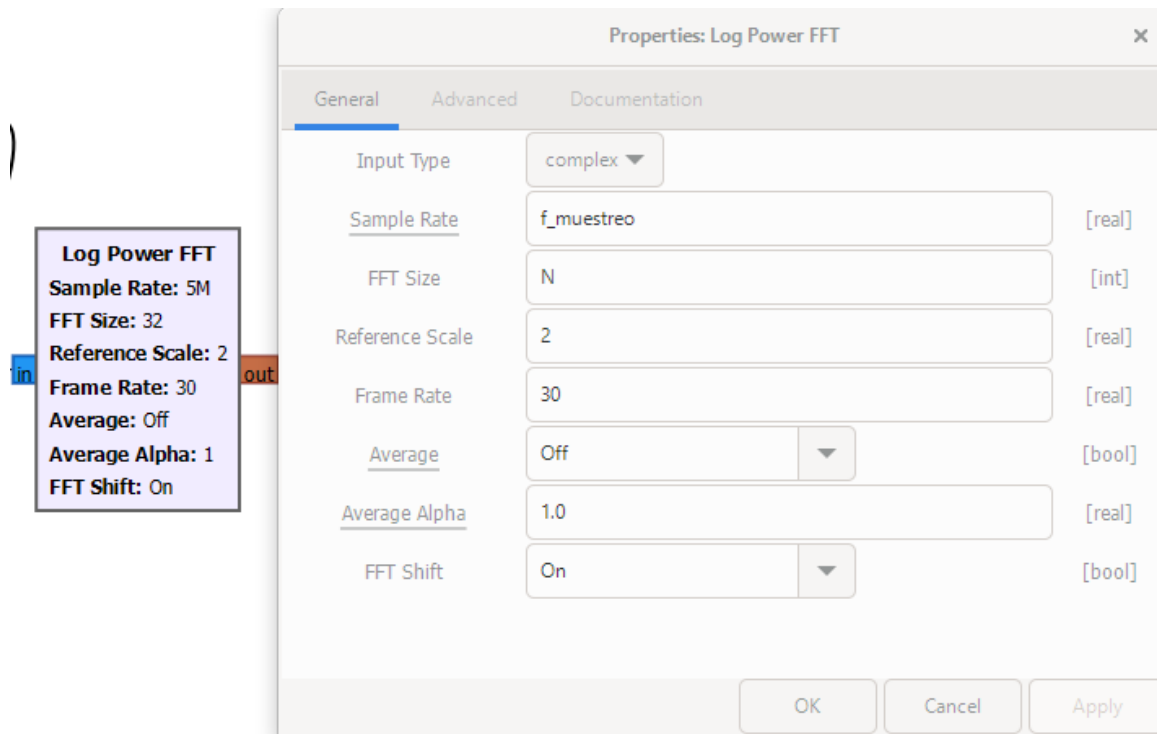 Properties: Log Power FFT ×
General Advanced Documentation
Input Type complex
Sample Rate f_muestreo [real]
FFT Size N [int]
Reference Scale 2 [real]
Frame Rate 30 [real]
Average Off [bool]
Average Alpha 1.0 [real]
FFT Shift On [bool]
OK Cancel Apply
)
Log Power FFT
Sample Rate: 5M
FFT Size: 32
Reference Scale: 2
Frame Rate: 30
Average: Off
Average Alpha: 1
FFT Shift: On
in
out